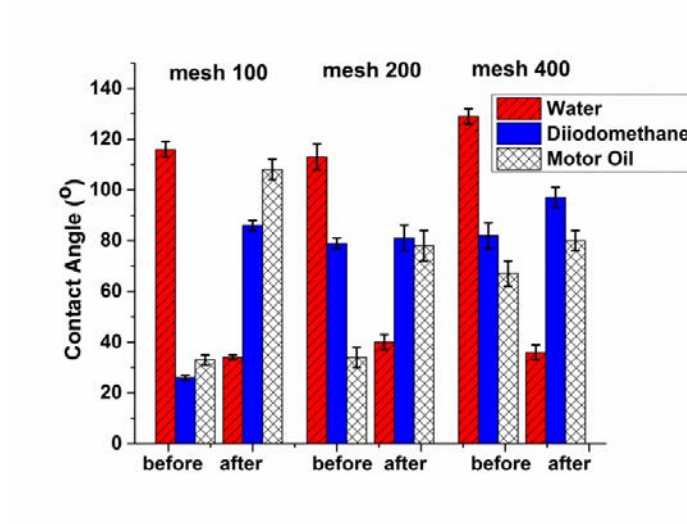 mesh 100 mesh 200 mesh 400
Water
Diiodomethane
Motor Oil
Contact Angle (º)
140
120
100
80
60
40
20
0
before after before after before after